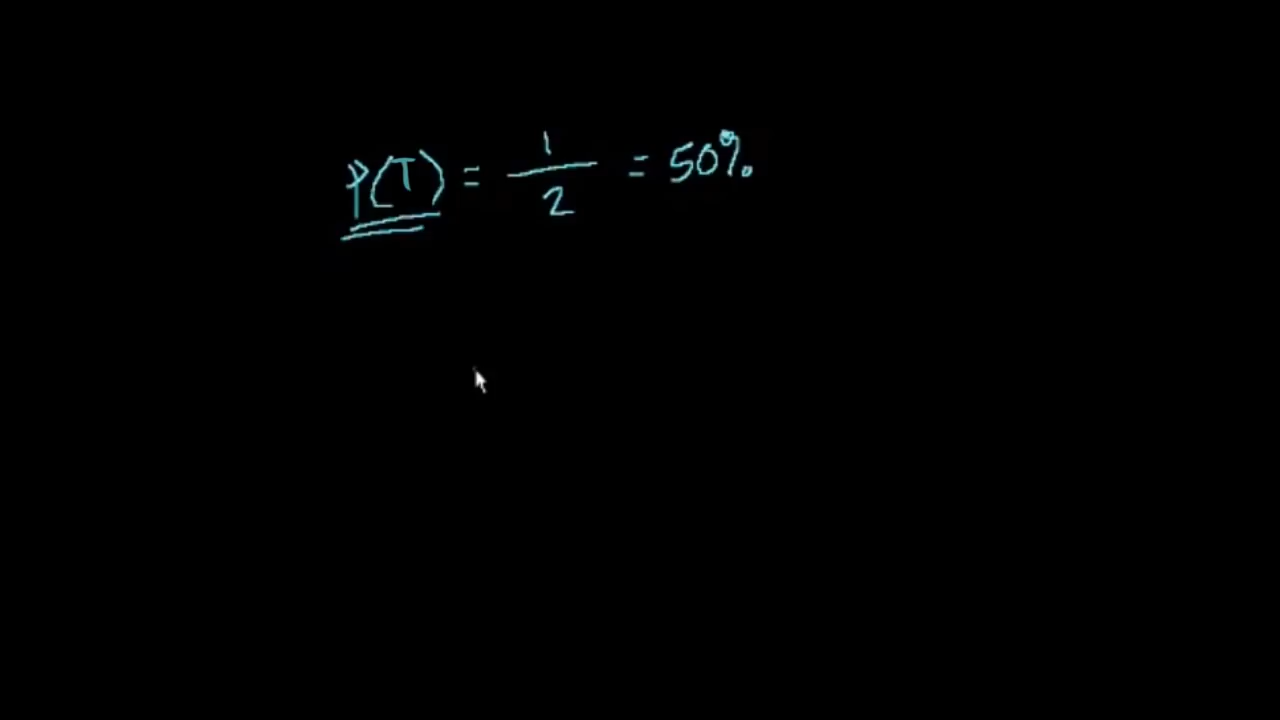 P(T) = 1/2 = 50%